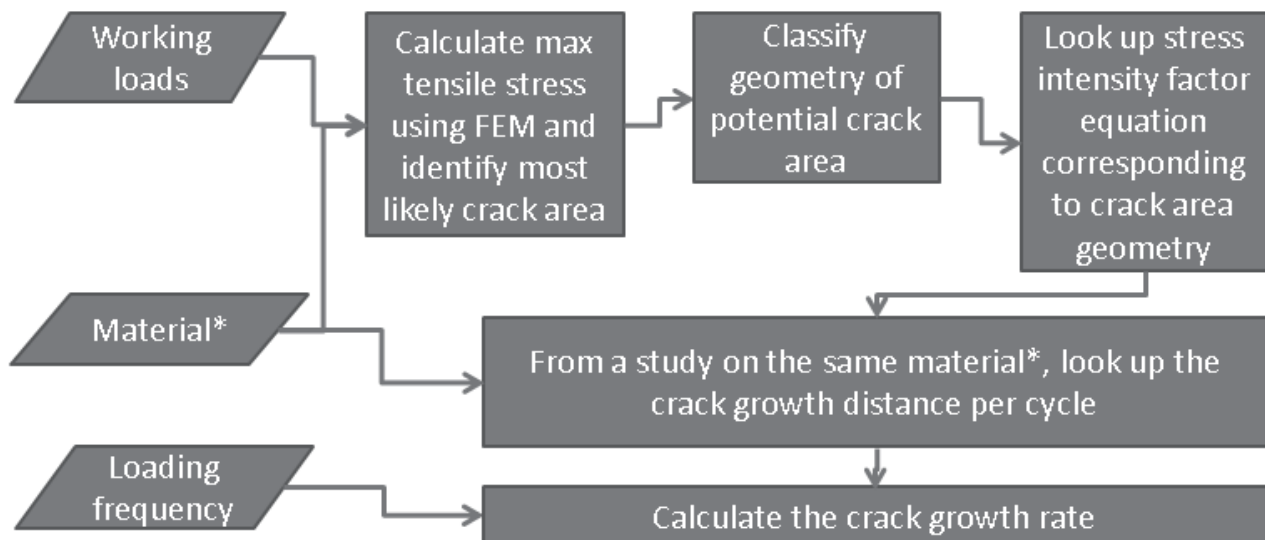 Working
loads
Calculate max
tensile stress
using FEM and
identify most
likely crack area
Classify
geometry of
potential crack
area
Look up stress
intensity factor
equation
corresponding
to crack area
geometry
Material*
From a study on the same material*, look up the
crack growth distance per cycle
Loading
frequency
Calculate the crack growth rate